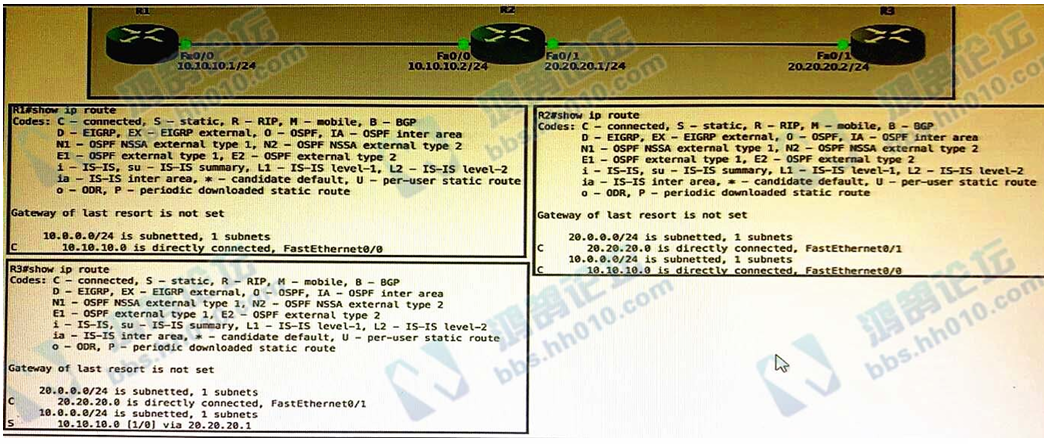 R1
R2
R3
Fa0/0
10.10.10.1/24
Fa0/0
10.10.10.2/24
Fa0/1
20.20.20.1/24
Fa0/1
20.20.20.2/24
R1#show ip route
Codes: C - connected, S - static, R - RIP, M - mobile, B - BGP
D - EIGRP, EX - EIGRP external, O - OSPF, IA - OSPF inter area
N1 - OSPF NSSA external type 1, N2 - OSPF NSSA external type 2
E1 - OSPF external type 1, E2 - OSPF external type 2
i - IS-IS, su - IS-IS summary, L1 - IS-IS level-1, L2 - IS-IS level-2
ia - IS-IS inter area, * - candidate default, U - per-user static route
o - ODR, P - periodic downloaded static route
Gateway of last resort is not set
10.0.0.0/24 is subnetted, 1 subnets
C 10.10.10.0 is directly connected, FastEthernet0/0
R2#show ip route
Codes: C - connected, S - static, R - RIP, M - mobile, B - BGP
D - EIGRP, EX - EIGRP external, O - OSPF, IA - OSPF inter area
N1 - OSPF NSSA external type 1, N2 - OSPF NSSA external type 2
E1 - OSPF external type 1, E2 - OSPF external type 2
i - IS-IS, su - IS-IS summary, L1 - IS-IS level-1, L2 - IS-IS level-2
ia - IS-IS inter area, * - candidate default, U - per-user static route
o - ODR, P - periodic downloaded static route
Gateway of last resort is not set
20.0.0.0/24 is subnetted, 1 subnets
C 20.20.20.0 is directly connected, FastEthernet0/1
10.0.0.0/24 is subnetted, 1 subnets
C 10.10.10.0 is directly connected, FastEthernet0/0
R3#show ip route
Codes: C - connected, S - static, R - RIP, M - mobile, B - BGP
D - EIGRP, EX - EIGRP external, O - OSPF, IA - OSPF inter area
N1 - OSPF NSSA external type 1, N2 - OSPF NSSA external type 2
E1 - OSPF external type 1, E2 - OSPF external type 2
i - IS-IS, su - IS-IS summary, L1 - IS-IS level-1, L2 - IS-IS level-2
ia - IS-IS inter area, * - candidate default, U - per-user static route
o - ODR, P - periodic downloaded static route
Gateway of last resort is not set
20.0.0.0/24 is subnetted, 1 subnets
C 20.20.20.0 is directly connected, FastEthernet0/1
10.0.0.0/24 is subnetted, 1 subnets
S 10.10.10.0 [1/0] via 20.20.20.1
鸿鹄论坛
bbs.hh010.com